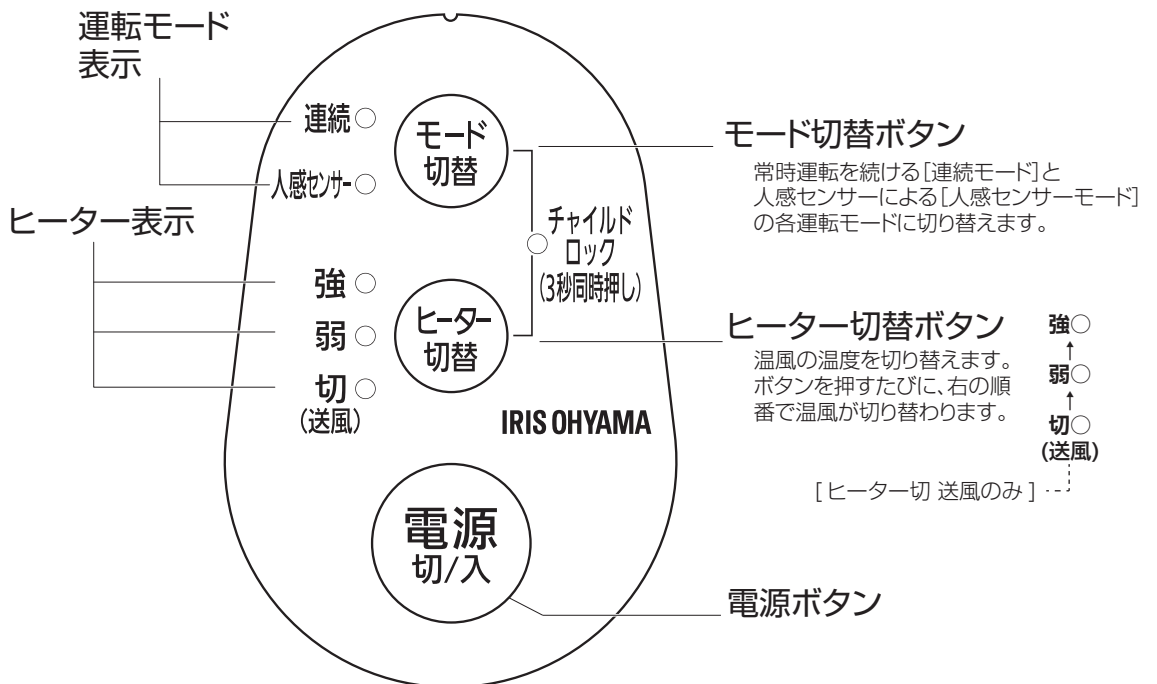 運転モード
表示
ヒーター表示
連続
人感センサー
強
弱
切
(送風)
モード
切替
ヒーター
切替
チャイルド
ロック
(3秒同時押し)
IRIS OHYAMA
電源
切/入
モード切替ボタン
常時運転を続ける[連続モード]と
人感センサーによる[人感センサーモード]
の各運転モードに切り替えます。
ヒーター切替ボタン
温風の温度を切り替えます。
ボタンを押すたびに、右の順
番で温風が切り替わります。
強
↑
弱
↑
切
(送風)
[ヒーター切 送風のみ]
電源ボタン